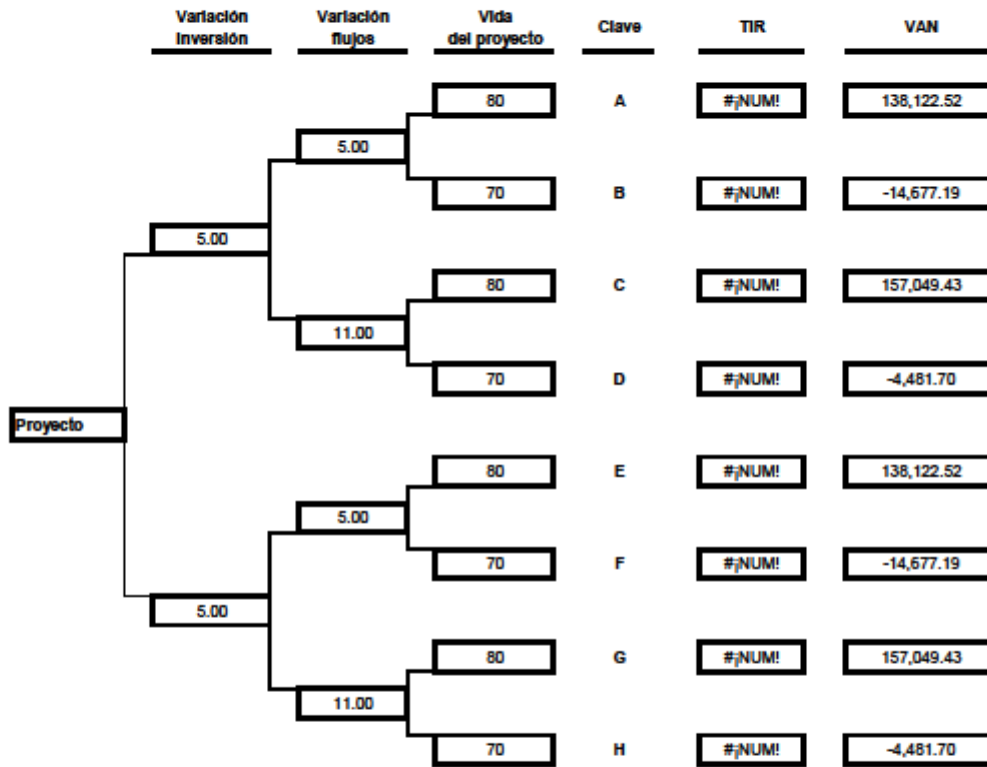 Variación inversión
Variación flujos
Vida del proyecto
Clave
TIR
VAN
80 A #¡NUM! 138,122.52
5.00
70 B #¡NUM! -14,677.19
5.00
80 C #¡NUM! 157,049.43
11.00
70 D #¡NUM! -4,481.70
Proyecto
80 E #¡NUM! 138,122.52
5.00
70 F #¡NUM! -14,677.19
5.00
80 G #¡NUM! 157,049.43
11.00
70 H #¡NUM! -4,481.70